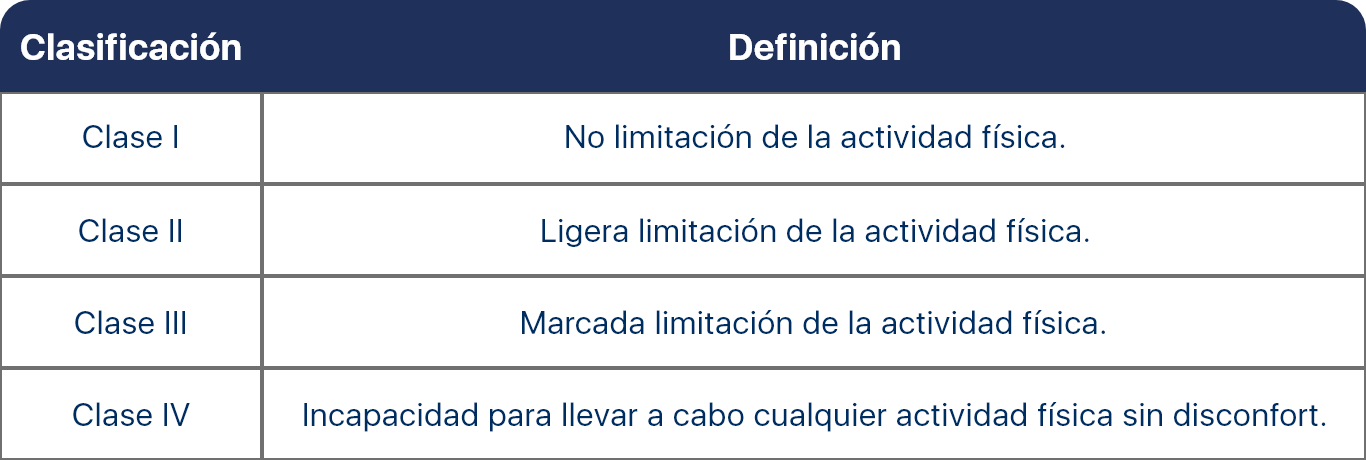 Clasificación Definición
Clase I No limitación de la actividad física.
Clase II Ligera limitación de la actividad física.
Clase III Marcada limitación de la actividad física.
Clase IV Incapacidad para llevar a cabo cualquier actividad física sin disconfort.